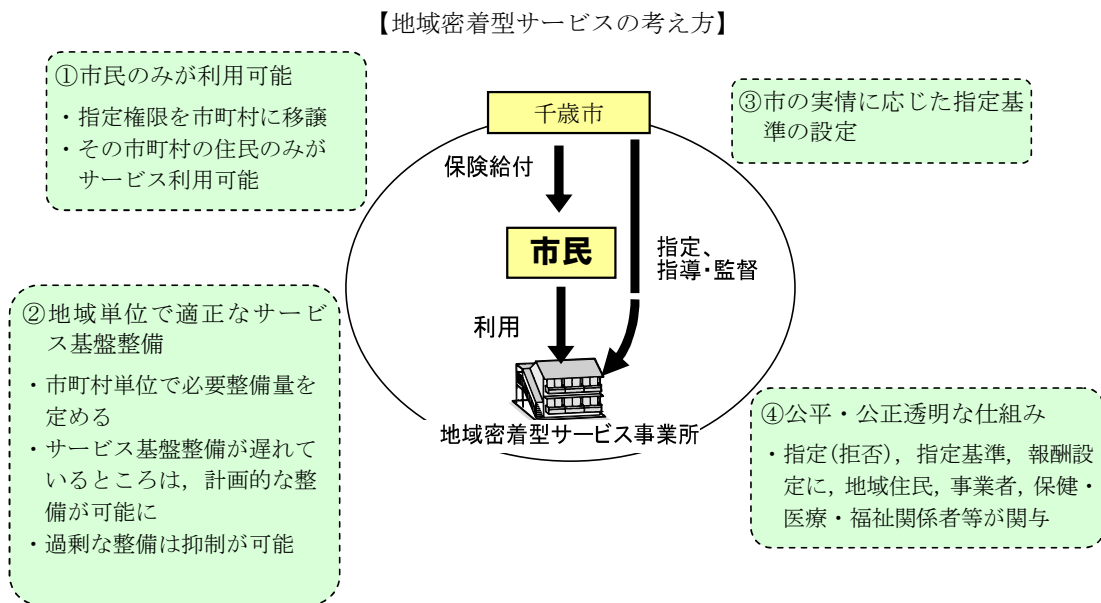 【地域密着型サービスの考え方】
①市民のみが利用可能
・指定権限を市町村に移譲
・その市町村の住民のみが
サービス利用可能
②地域単位で適正なサービ
ス基盤整備
・市町村単位で必要整備量を
定める
・サービス基盤整備が遅れて
いるところは，計画的な整
備が可能に
・過剰な整備は抑制が可能
千歳市
保険給付
市民
指定、
指導・監督
利用
地域密着型サービス事業所
③市の実情に応じた指定基
準の設定
④公平・公正透明な仕組み
・指定(拒否)，指定基準，報酬設
定に，地域住民，事業者，保健・
医療・福祉関係者等が関与